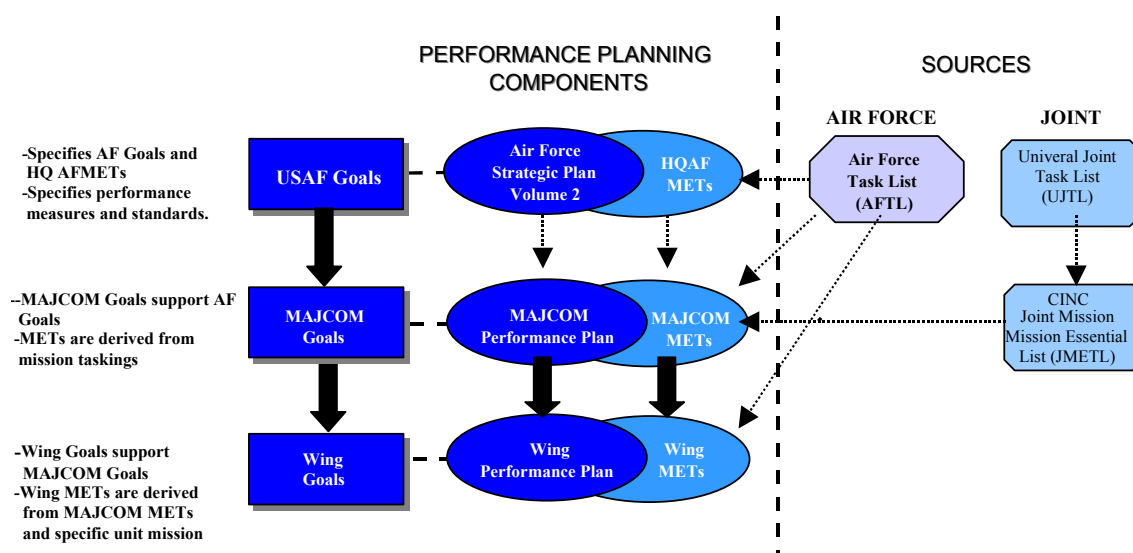 PERFORMANCE PLANNING
COMPONENTS
SOURCES
AIR FORCE
JOINT
-Specifies AF Goals and
HQ AFMETs
-Specifies performance
measures and standards.
USAF Goals
Air Force
Strategic Plan
Volume 2
HQAF
METs
Air Force
Task List
(AFTL)
Univeral Joint
Task List
(UJTL)
--MAJCOM Goals support AF
Goals
-METs are derived from
mission taskings
MAJCOM
Goals
MAJCOM
Performance Plan
MAJCOM
METs
CINC
Joint Mission
Mission Essential
List (JMETL)
-Wing Goals support
MAJCOM Goals
-Wing METs are derived
from MAJCOM METs
and specific unit mission
Wing
Goals
Wing
Performance Plan
Wing
METs